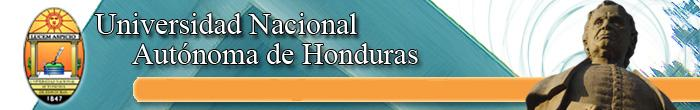 LUCEM ASPICIO
1847
Universidad Nacional
Autónoma de Honduras